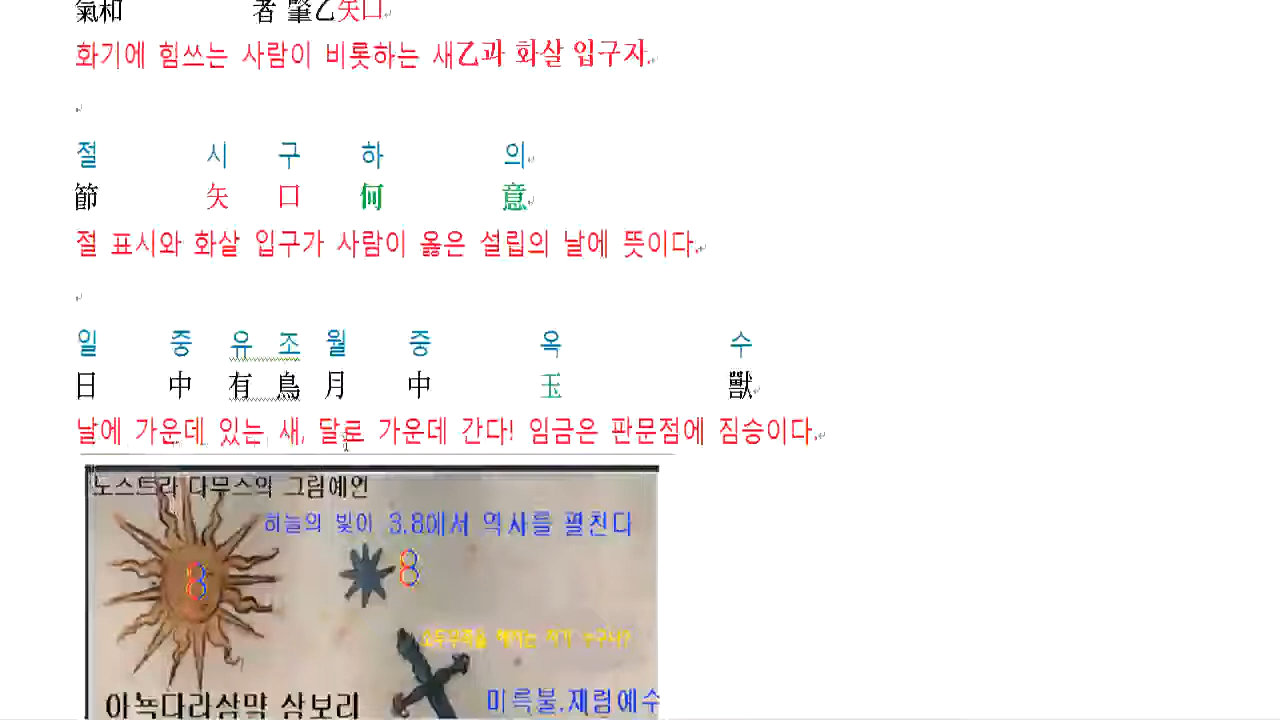 氣和 者 肇乙矢口
화기에 힘쓰는 사람이 비롯하는 새乙과 화살 입구자.
절 시 구 하 의
節 矢 口 何 意
절 표시와 화살 입구가 사람이 옳은 설립의 날에 뜻이다.
일 중 유 조 월 중 옥 수
日 中 有 鳥 月 中 玉 獸
날에 가운데 있는 새, 달로 가운데 간다! 임금은 판문점에 짐승이다.
노스트라 다무스의 그림예언
하늘의 빛이 3.8에서 역사를 펼친다
8 8
아뇩다라삼먁 삼보리
미륵불.재림예수